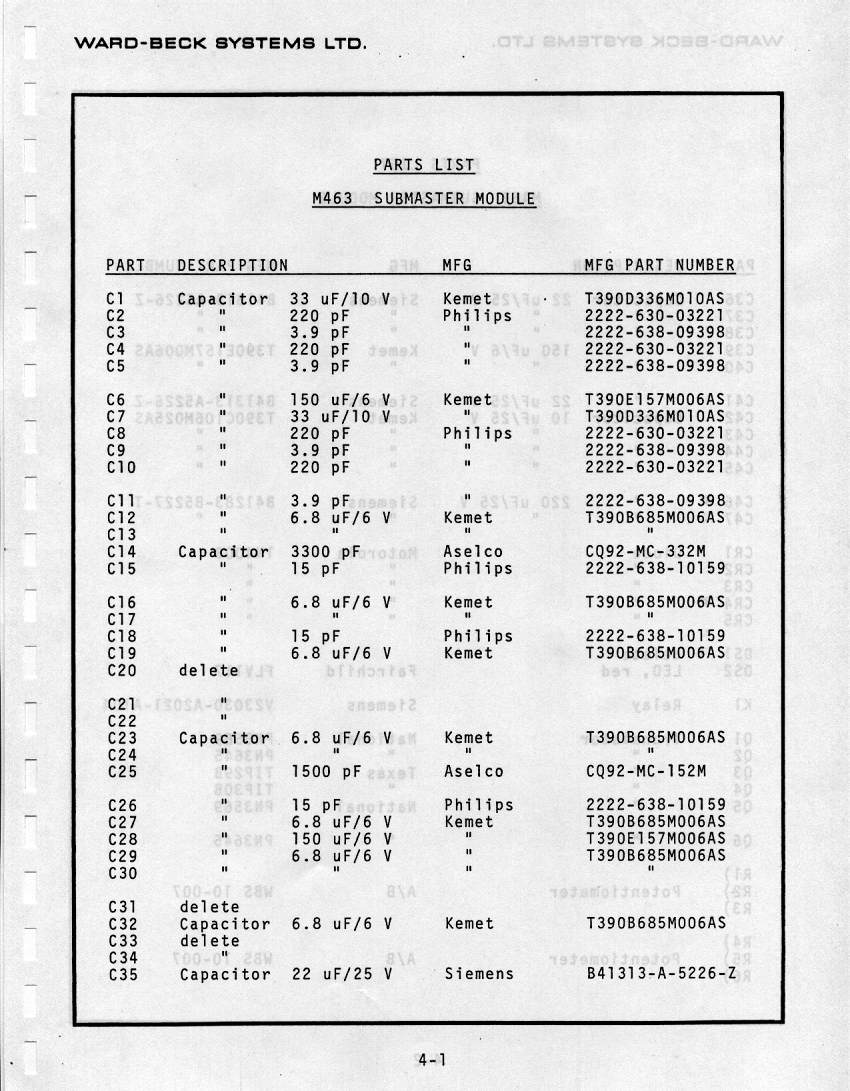 WARD-BECK SYSTEMS LTD.
PARTS LIST
M463 SUBMASTER MODULE
PART DESCRIPTION MFG MFG PART NUMBER
C1 Capacitor 33 uF/10 V Kemet T390D336M010AS
C2 " 220 pF Philips 2222-630-03221
C3 " 3.9 pF " 2222-638-09398
C4 " 220 pF " 2222-630-03221
C5 " 3.9 pF " 2222-638-09398
C6 " 150 uF/6 V Kemet T390E157M006AS
C7 " 33 uF/10 V " T390D336M010AS
C8 " 220 pF Philips 2222-630-03221
C9 " 3.9 pF " 2222-638-09398
C10 " 220 pF " 2222-630-03221
C11 " 3.9 pF " 2222-638-09398
C12 " 6.8 uF/6 V Kemet T390B685M006AS
C13 " " " "
C14 Capacitor 3300 pF Aselco CQ92-MC-332M
C15 " 15 pF Philips 2222-638-10159
C16 " 6.8 uF/6 V Kemet T390B685M006AS
C17 " " " "
C18 " 15 pF Philips 2222-638-10159
C19 " 6.8 uF/6 V Kemet T390B685M006AS
C20 delete
C21 "
C22 "
C23 Capacitor 6.8 uF/6 V Kemet T390B685M006AS
C24 " " " "
C25 " 1500 pF Aselco CQ92-MC-152M
C26 " 15 pF Philips 2222-638-10159
C27 " 6.8 uF/6 V Kemet T390B685M006AS
C28 " 150 uF/6 V " T390E157M006AS
C29 " 6.8 uF/6 V " T390B685M006AS
C30 " " " "
C31 delete
C32 Capacitor 6.8 uF/6 V Kemet T390B685M006AS
C33 delete
C34 "
C35 Capacitor 22 uF/25 V Siemens B41313-A-5226-Z
4-1